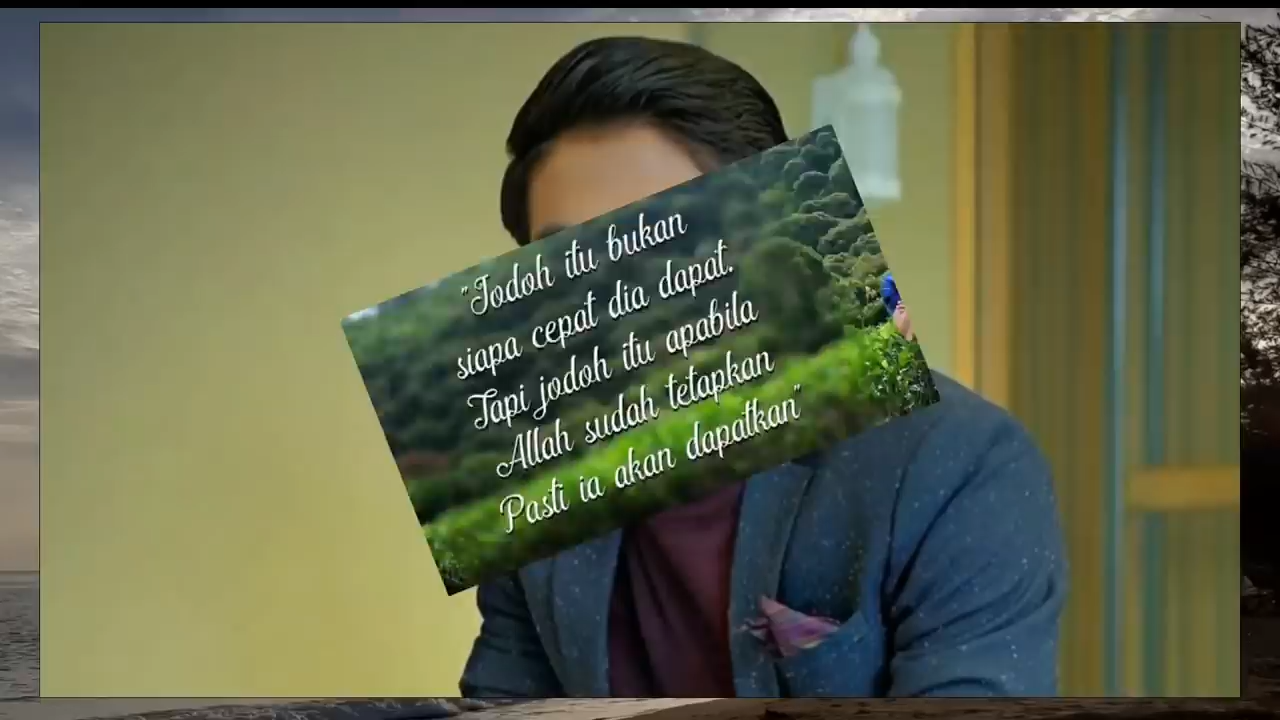 "Jodoh itu bukan
siapa cepat dia dapat.
Tapi jodoh itu apabila
Allah sudah tetapkan
Pasti ia akan dapatkan"